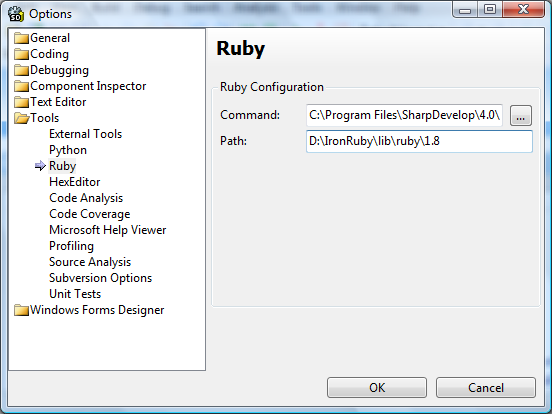 Options
General
Coding
Debugging
Component Inspector
Text Editor
Tools
External Tools
Python
Ruby
HexEditor
Code Analysis
Code Coverage
Microsoft Help Viewer
Profiling
Source Analysis
Subversion Options
Unit Tests
Windows Forms Designer
Ruby
Ruby Configuration
Command: C:\Program Files\SharpDevelop\4.0\ ...
Path: D:\IronRuby\lib\ruby\1.8
OK Cancel